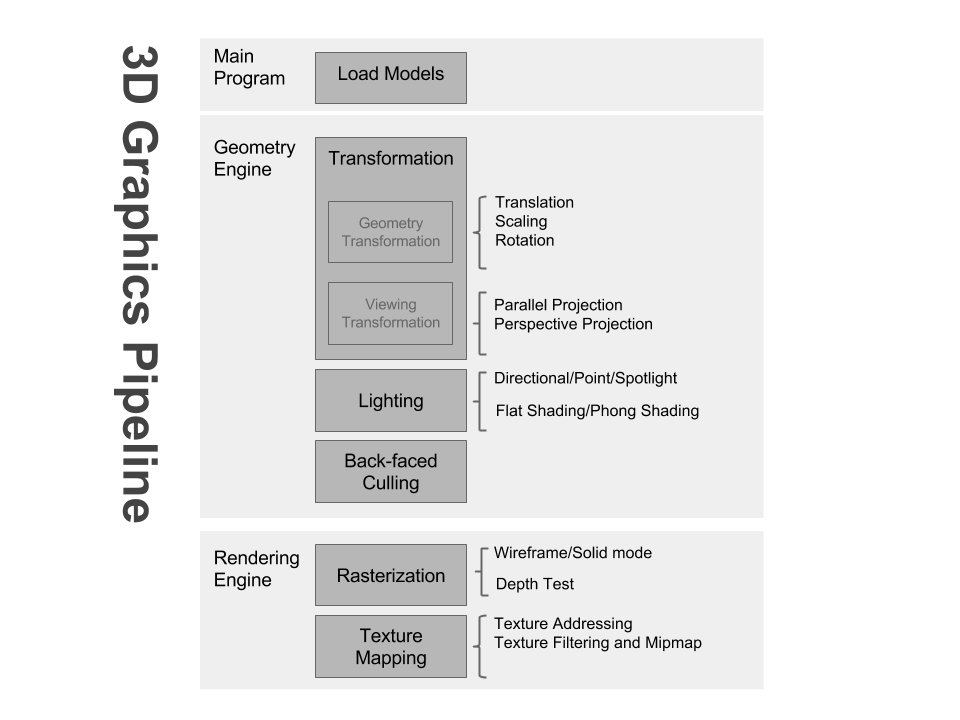 3D Graphics Pipeline
Main
Program
Load Models
Geometry
Engine
Transformation
Geometry
Transformation
Translation
Scaling
Rotation
Viewing
Transformation
Parallel Projection
Perspective Projection
Lighting
Directional/Point/Spotlight
Flat Shading/Phong Shading
Back-faced
Culling
Rendering
Engine
Rasterization
Wireframe/Solid mode
Depth Test
Texture
Mapping
Texture Addressing
Texture Filtering and Mipmap